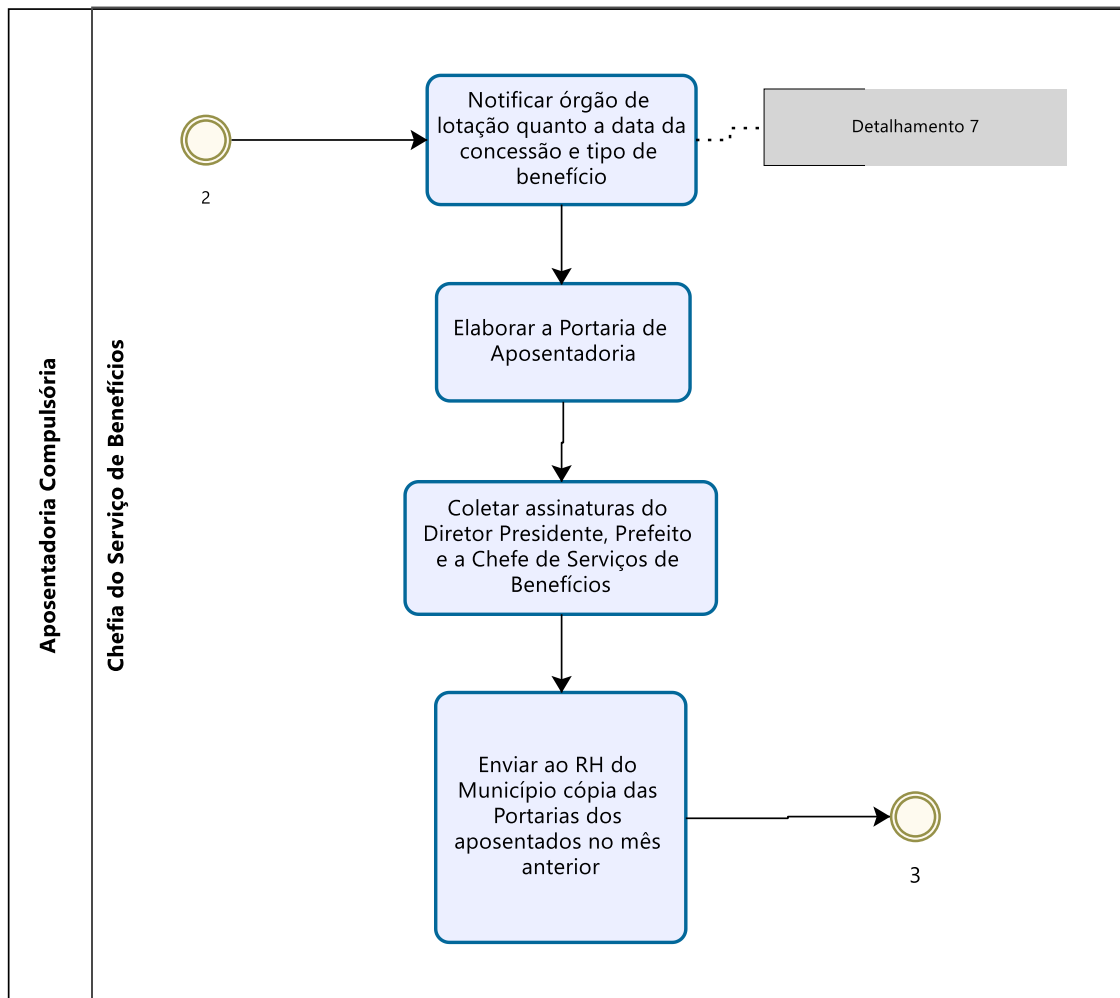 Aposentadoria Compulsória
Chefia do Serviço de Benefícios
2
Notificar órgão de
lotação quanto a data da
concessão e tipo de
benefício
Detalhamento 7
Elaborar a Portaria de
Aposentadoria
Coletar assinaturas do
Diretor Presidente, Prefeito
e a Chefe de Serviços de
Benefícios
Enviar ao RH do
Município cópia das
Portarias dos
aposentados no mês
anterior
3